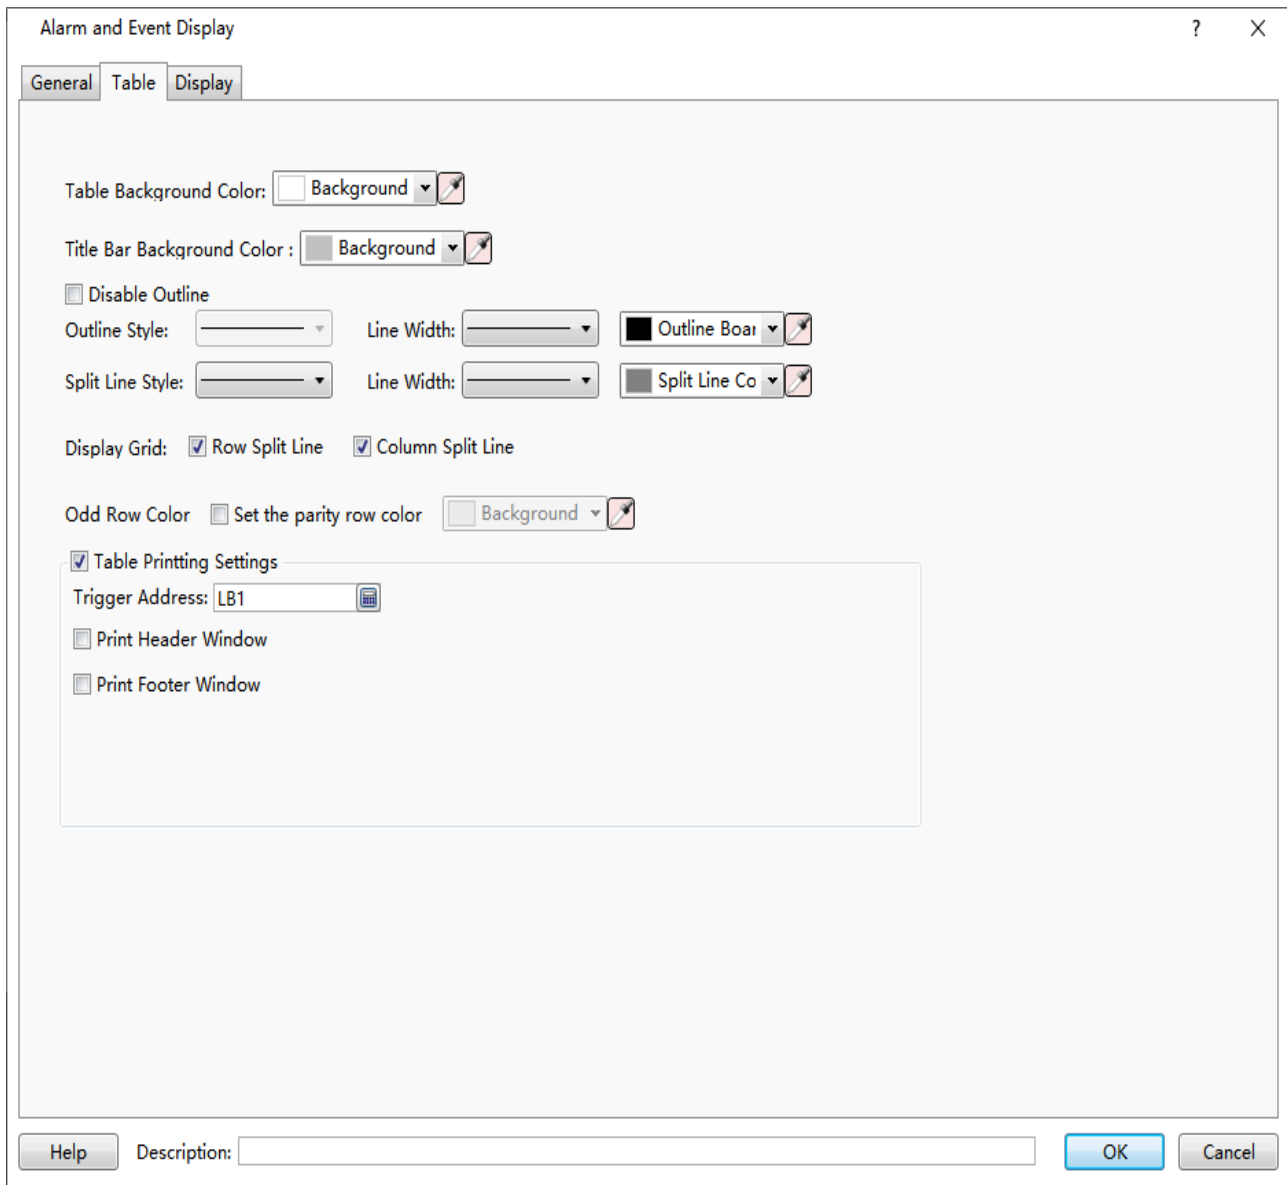 Alarm and Event Display ?
General Table Display
Table Background Color: Background
Title Bar Background Color : Background
Disable Outline
Outline Style: Line Width: Outline Boar
Split Line Style: Line Width: Split Line Co
Display Grid: Row Split Line Column Split Line
Odd Row Color Set the parity row color Background
Table Printting Settings
Trigger Address: LB1
Print Header Window
Print Footer Window
Help Description: OK Cancel